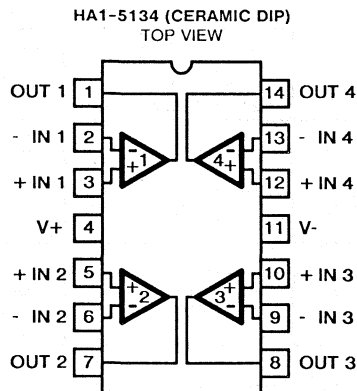 HA1-5134 (CERAMIC DIP)
TOP VIEW
OUT 1 1 14 OUT 4
- IN 1 2 - - 13 - IN 4
1 4
+ IN 1 3 + + 12 + IN 4
V+ 4 11 V-
+ IN 2 5 + + 10 + IN 3
2 3
- IN 2 6 - - 9 - IN 3
OUT 2 7 8 OUT 3